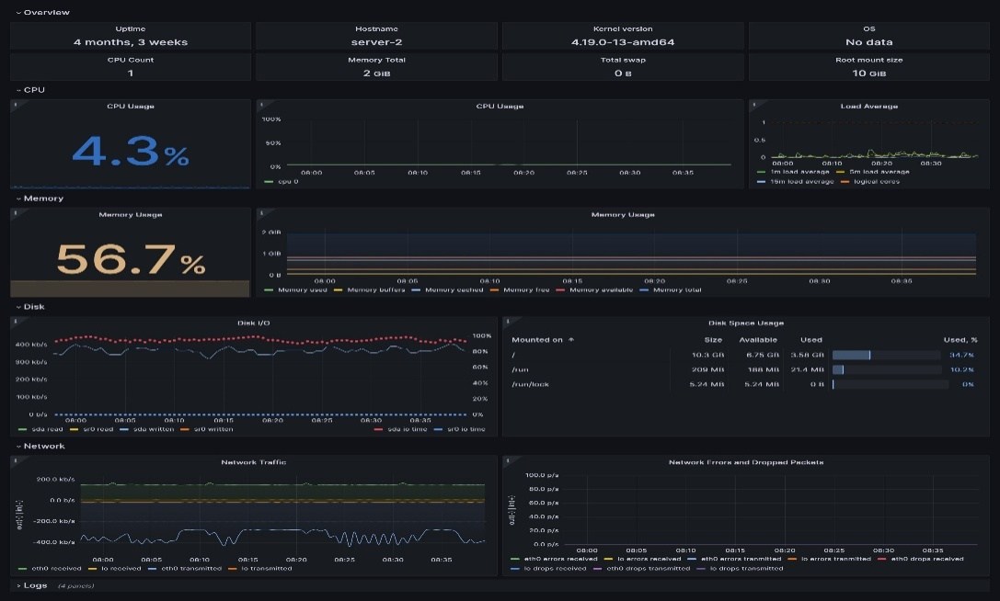 Overview
Uptime Hostname Kernel version OS
4 months, 3 weeks server-2 4.19.0-13-amd64 No data
CPU Count Memory Total Total swap Root mount size
1 2 GiB 0 B 10 GiB
CPU
CPU Usage CPU Usage Load Average
4.3%
100%
50%
0%
08:00 08:05 08:10 08:15 08:20 08:25 08:30 08:35
cpu 0
1
0.5
0
08:00 08:10 08:20 08:30
1m load average 5m load average
15m load average logical cores
Memory
Memory Usage Memory Usage
56.7%
2 GiB
1 GiB
0 B
08:00 08:05 08:10 08:15 08:20 08:25 08:30 08:35
Memory used Memory buffers Memory cached Memory free Memory available Memory total
Disk
Disk I/O Disk Space Usage
400 kb/s 100%
300 kb/s 80%
200 kb/s 60%
100 kb/s 40%
0 b/s 20%
0%
08:00 08:05 08:10 08:15 08:20 08:25 08:30 08:35
sda read sr0 read sda written sr0 written sda io time sr0 io time
Mounted on Size Available Used Used, %
/ 10.3 GB 6.75 GB 3.58 GB 34.7%
/run 209 MB 188 MB 21.4 MB 10.2%
/run/lock 5.24 MB 5.24 MB 0 B 0%
Network
Network Traffic Network Errors and Dropped Packets
out(-) | in(+)
200.0 kb/s
0.0 b/s
-200.0 kb/s
-400.0 kb/s
08:00 08:05 08:10 08:15 08:20 08:25 08:30 08:35
eth0 received lo received eth0 transmitted lo transmitted
out(-) | in(+)
100.0 p/s
80.0 p/s
60.0 p/s
40.0 p/s
20.0 p/s
0.0 p/s
08:00 08:05 08:10 08:15 08:20 08:25 08:30 08:35
eth0 errors received lo errors received eth0 errors tranmitted lo errors tranmitted eth0 drops received
lo drops received eth0 drops transmitted lo drops transmitted
Logs (4 panels)